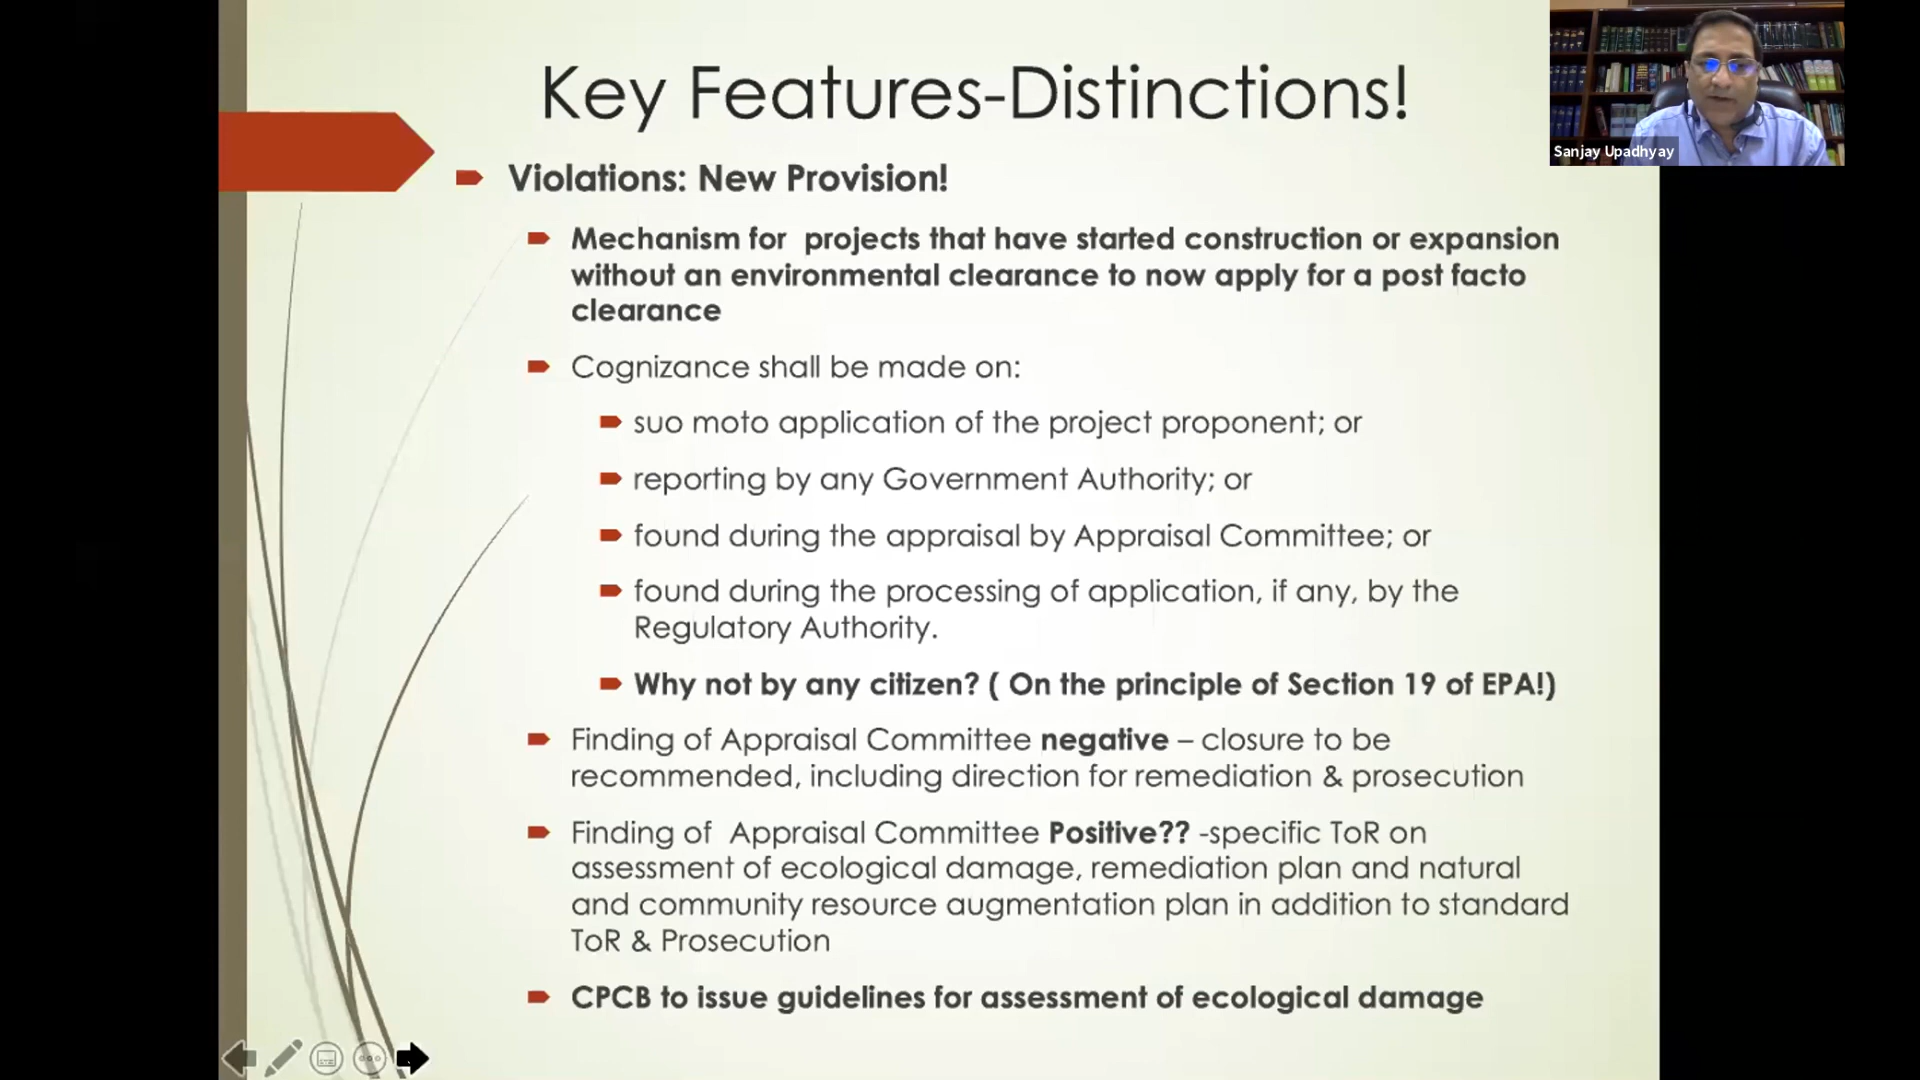 Key Features-Distinctions!
Sanjay Upadhyay
Violations: New Provision!
Mechanism for projects that have started construction or expansion
without an environmental clearance to now apply for a post facto
clearance
Cognizance shall be made on:
suo moto application of the project proponent; or
reporting by any Government Authority; or
found during the appraisal by Appraisal Committee; or
found during the processing of application, if any, by the
Regulatory Authority.
Why not by any citizen? ( On the principle of Section 19 of EPA!)
Finding of Appraisal Committee negative – closure to be
recommended, including direction for remediation & prosecution
Finding of Appraisal Committee Positive?? -specific ToR on
assessment of ecological damage, remediation plan and natural
and community resource augmentation plan in addition to standard
ToR & Prosecution
CPCB to issue guidelines for assessment of ecological damage